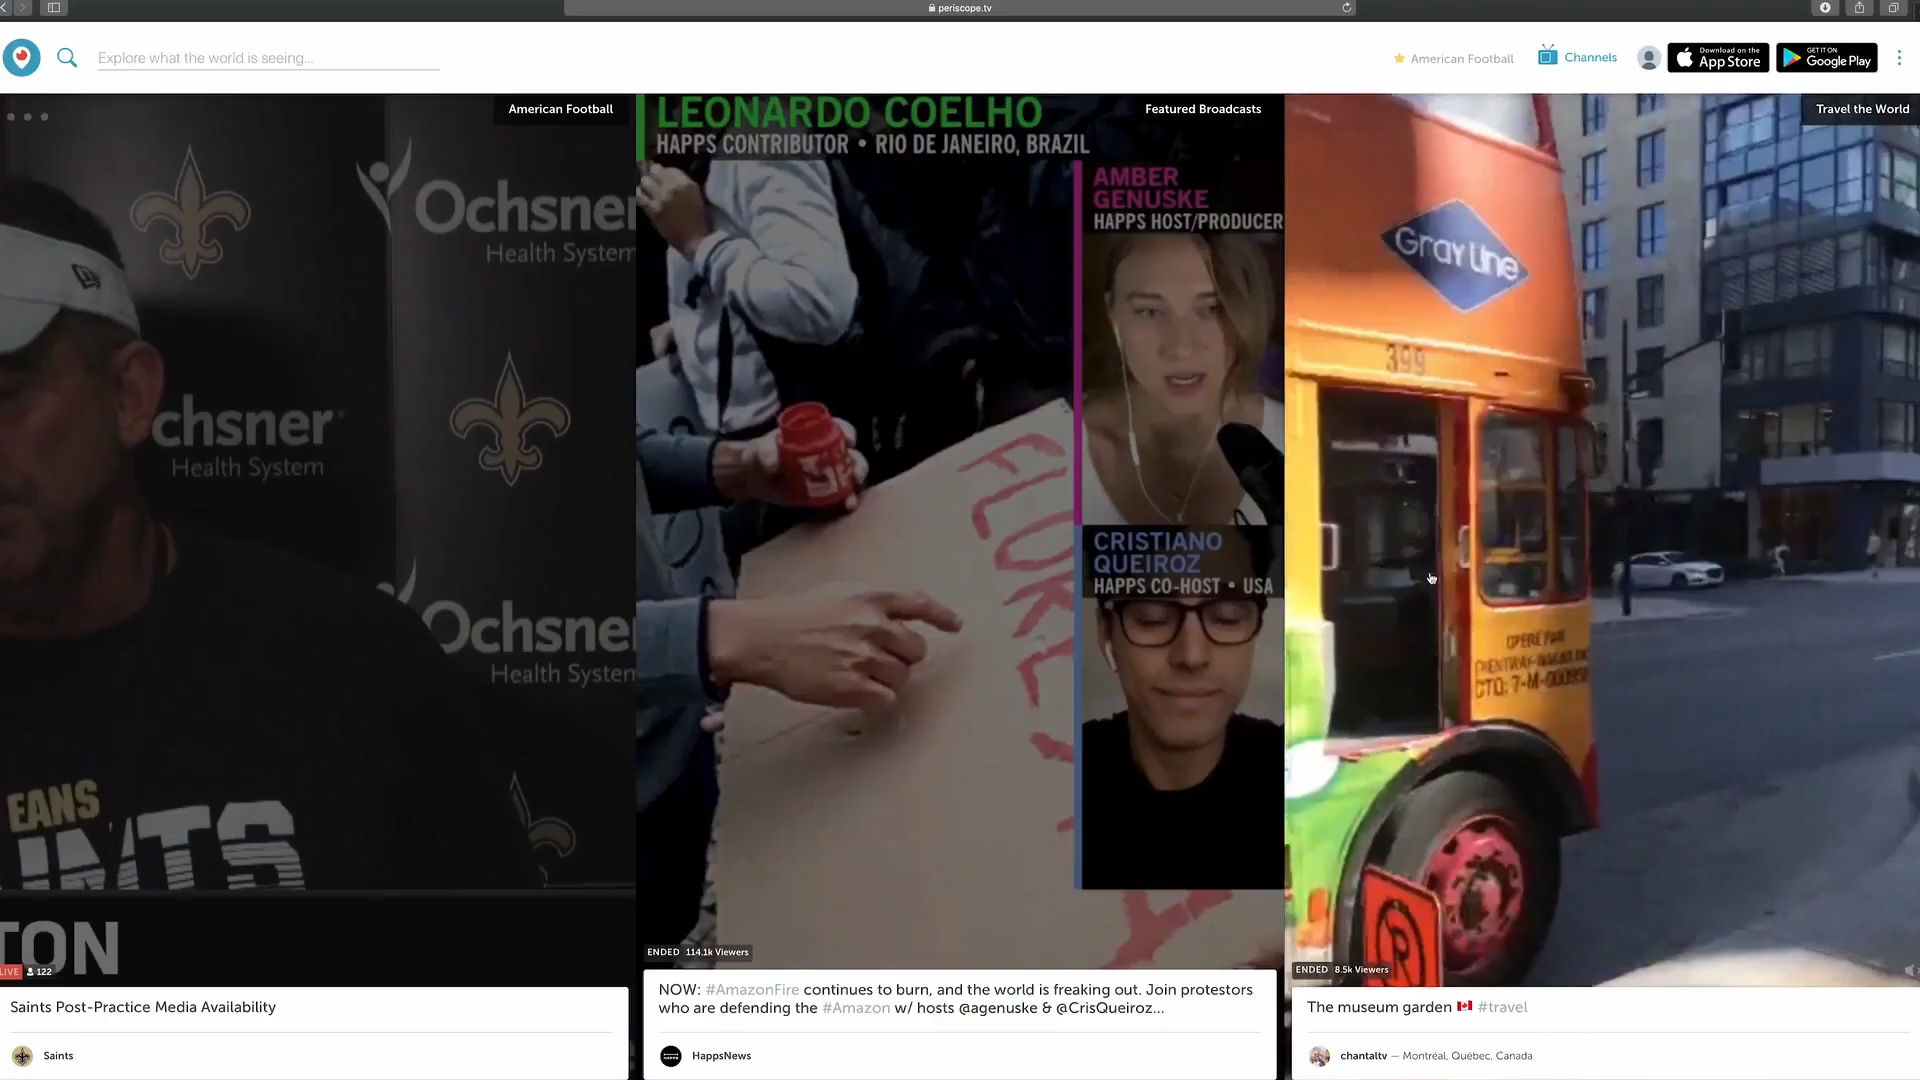 periscope.tv
Explore what the world is seeing...
American Football
Channels
Download on the
App Store
GET IT ON
Google Play
American Football
Ochsner
Health System
chsner
Health System
Ochsner
Health System
EANS
TON
LIVE 122
Saints Post-Practice Media Availability
Saints
LEONARDO COELHO
Featured Broadcasts
HAPPS CONTRIBUTOR • RIO DE JANEIRO, BRAZIL
AMBER
GENUSKE
HAPPS HOST/PRODUCER
CRISTIANO
QUEIROZ
HAPPS CO-HOST • USA
ENDED 114.1k Viewers
NOW: #AmazonFire continues to burn, and the world is freaking out. Join protestors
who are defending the #Amazon w/ hosts @agenuske & @CrisQueiroz...
HappsNews
Travel the World
Gray Line
399
ENDED 8.5k Viewers
The museum garden #travel
chantaltv — Montréal, Québec, Canada